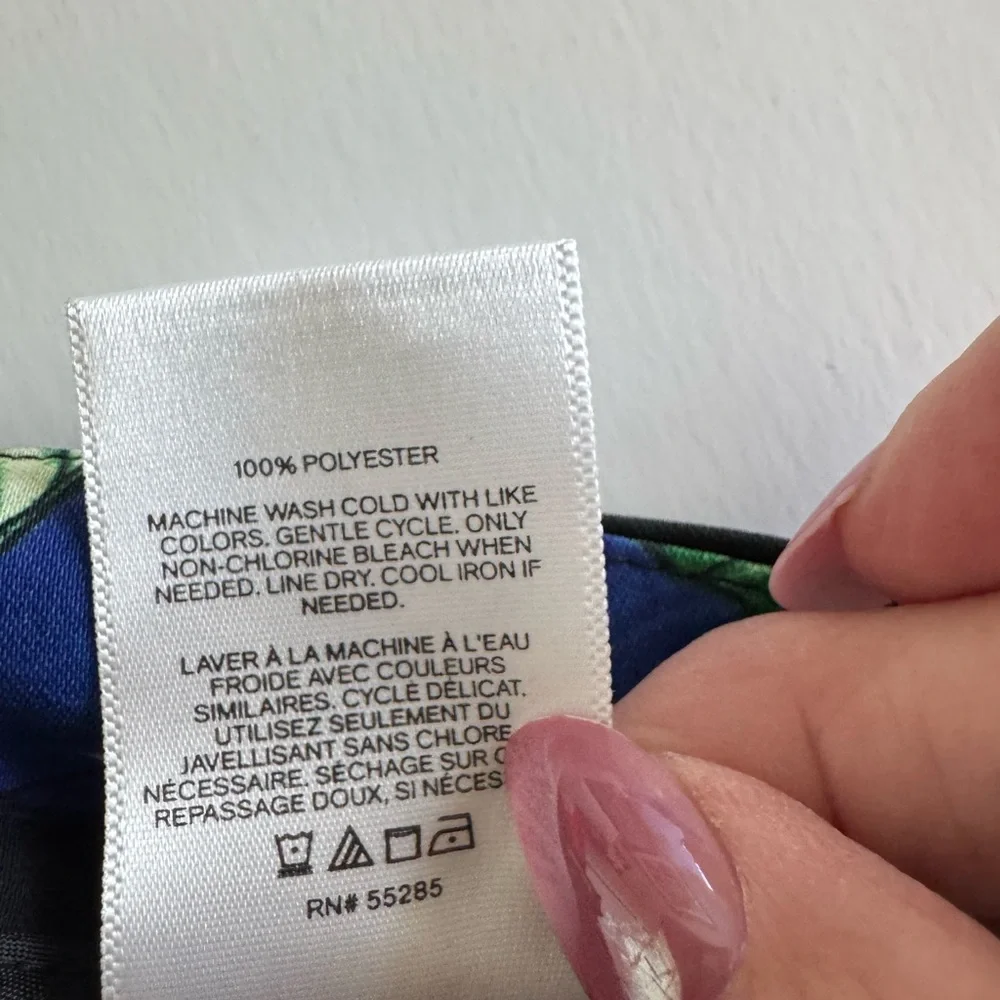 100% POLYESTER
MACHINE WASH COLD WITH LIKE
COLORS. GENTLE CYCLE. ONLY
NON-CHLORINE BLEACH WHEN
NEEDED. LINE DRY. COOL IRON IF
NEEDED.
LAVER À LA MACHINE À L'EAU
FROIDE AVEC COULEURS
SIMILAIRES. CYCLE DÉLICAT.
UTILISEZ SEULEMENT DU
JAVELLISANT SANS CHLORE
NÉCESSAIRE. SÉCHAGE SUR
REPASSAGE DOUX, SI
RN# 55285